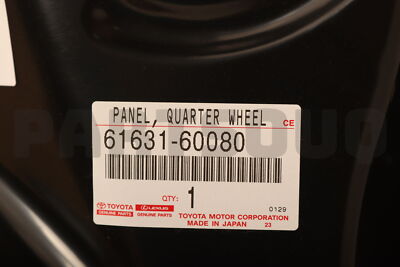 PANEL, QUARTER WHEEL
CE
61631-60080
QTY: 1
0129
TOYOTA LEXUS
GENUINE PARTS GENUINE PARTS
TOYOTA MOTOR CORPORATION
MADE IN JAPAN 23
PARTSOUQ